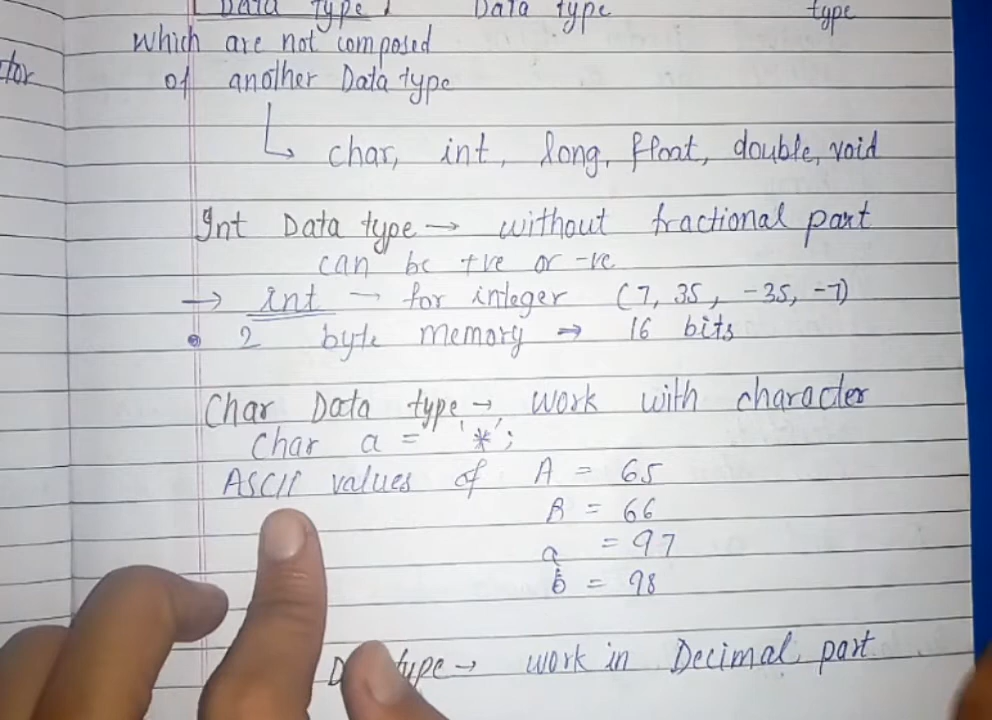 Data type. Data type type
which are not composed
of another Data type
char, int, long, float, double, void
Int Data type → without fractional part
can be +ve or -ve
→ int → for integer (7, 35, -35, -7)
• 2 byte memory → 16 bits
Char Data type → work with character
Char a = '*';
ASCII values of A = 65
B = 66
a = 97
b = 98
type → work in Decimal part